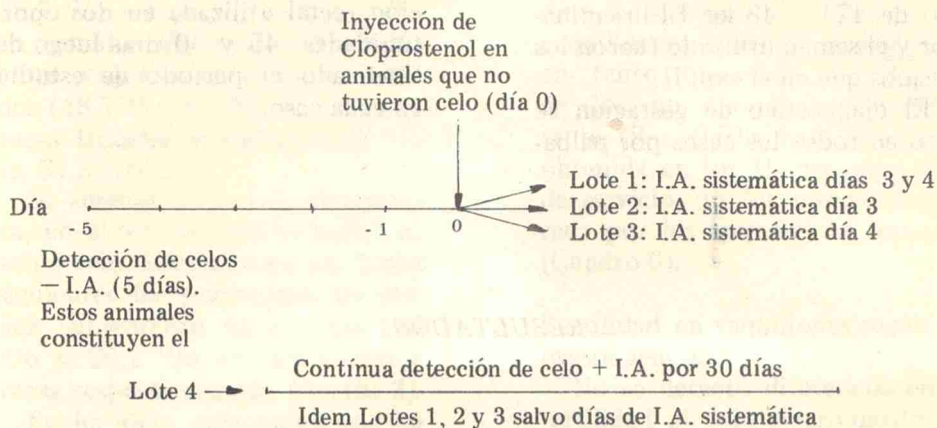 Inyección de
Cloprostenol en
animales que no
tuvieron celo (día 0)
Lote 1: I.A. sistemática días 3 y 4
Día
Lote 2: I.A. sistemática día 3
- 5
- 1
0
Lote 3: I.A. sistemática día 4
Detección de celos
— I.A. (5 días).
Estos animales
constituyen el
Contínua detección de celo + I.A. por 30 días
Lote 4
Idem Lotes 1, 2 y 3 salvo días de I.A. sistemática